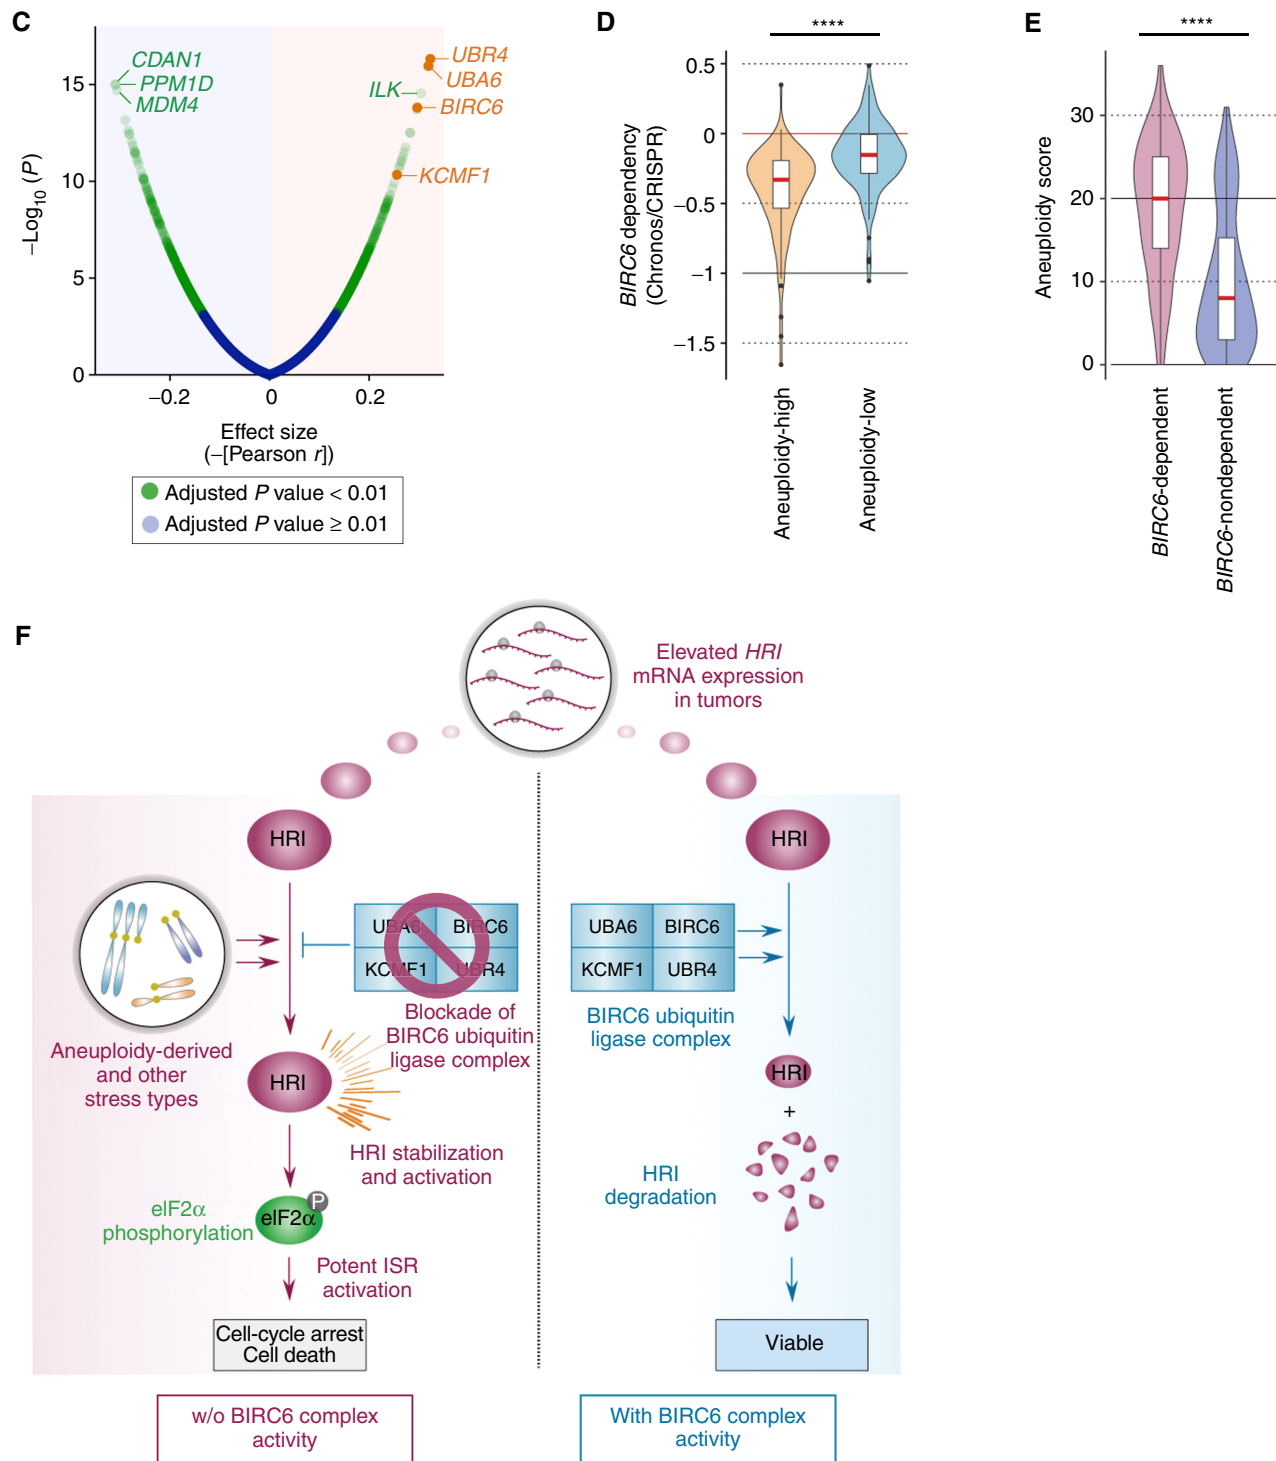 C
CDAN1
PPM1D
MDM4
UBR4
UBA6
ILK
BIRC6
KCMF1
15
10
5
0
–Log10 (P)
–0.2
0
0.2
Effect size
(–[Pearson r])
Adjusted P value < 0.01
Adjusted P value ≥ 0.01
D
****
BIRC6 dependency
(Chronos/CRISPR)
0.5
0
–0.5
–1
–1.5
Aneuploidy-high
Aneuploidy-low
E
****
Aneuploidy score
30
20
10
0
BIRC6-dependent
BIRC6-nondependent
F
Elevated HRI
mRNA expression
in tumors
HRI
UBA6
BIRC6
KCMF1
UBR4
Blockade of
BIRC6 ubiquitin
ligase complex
Aneuploidy-derived
and other
stress types
HRI
HRI stabilization
and activation
eIF2α
phosphorylation
eIF2α
P
Potent ISR
activation
Cell-cycle arrest
Cell death
w/o BIRC6 complex
activity
HRI
UBA6
BIRC6
KCMF1
UBR4
BIRC6 ubiquitin
ligase complex
HRI
+
HRI
degradation
Viable
With BIRC6 complex
activity